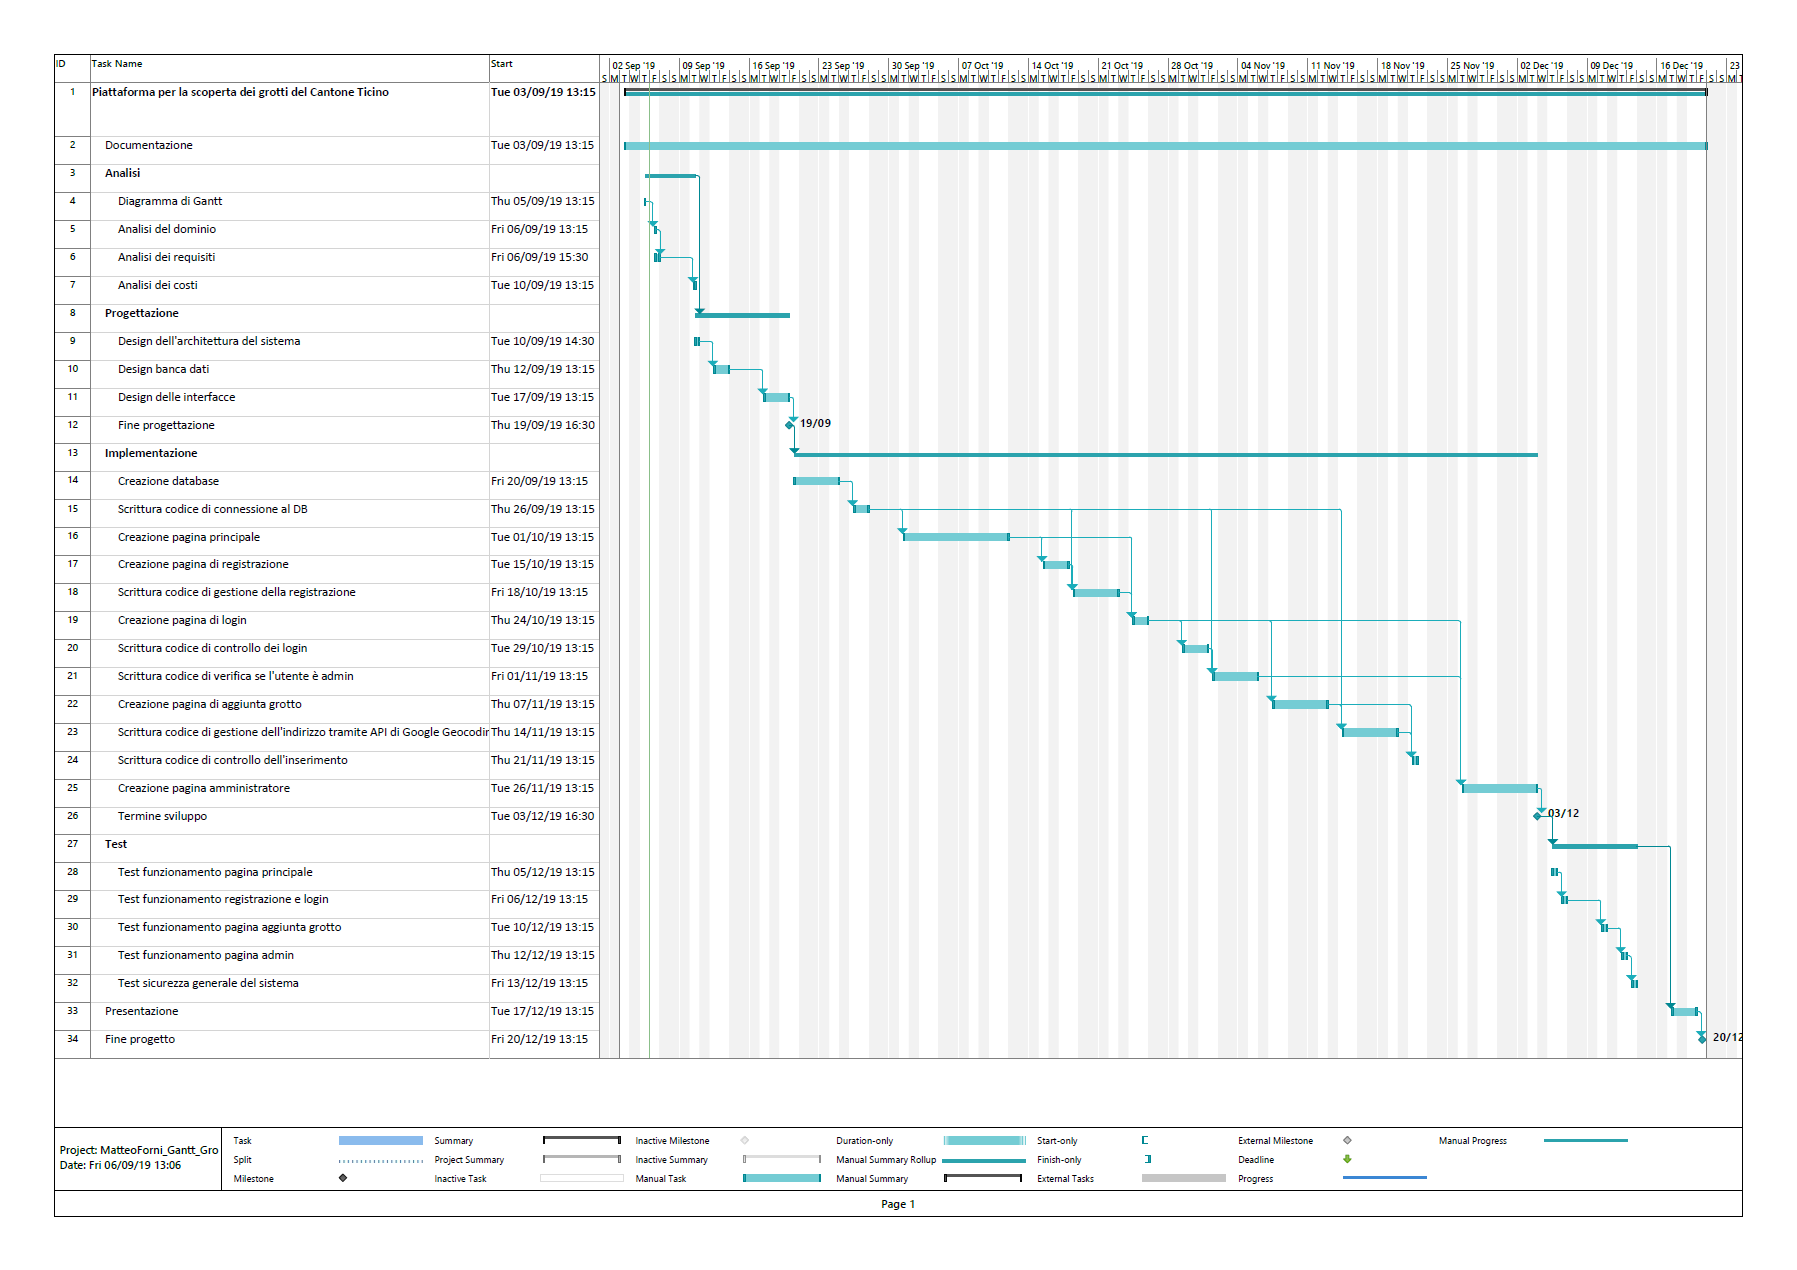 ID Task Name Start 02 Sep '19 09 Sep '19 16 Sep '19 23 Sep '19 30 Sep '19 07 Oct '19 14 Oct '19 21 Oct '19 28 Oct '19 04 Nov '19 11 Nov '19 18 Nov '19 25 Nov '19 02 Dec '19 09 Dec '19 16 Dec '19 23
S M T W T F S S M T W T F S S M T W T F S S M T W T F S S M T W T F S S M T W T F S S M T W T F S S M T W T F S S M T W T F S S M T W T F S S M T W T F S S M T W T F S S M T W T F S S M T W T F S S M T W T F S S M T W T F S S M T
1 Piattaforma per la scoperta dei grotti del Cantone Ticino Tue 03/09/19 13:15
2 Documentazione Tue 03/09/19 13:15
3 Analisi
4 Diagramma di Gantt Thu 05/09/19 13:15
5 Analisi del dominio Fri 06/09/19 13:15
6 Analisi dei requisiti Fri 06/09/19 15:30
7 Analisi dei costi Tue 10/09/19 13:15
8 Progettazione
9 Design dell'architettura del sistema Tue 10/09/19 14:30
10 Design banca dati Thu 12/09/19 13:15
11 Design delle interfacce Tue 17/09/19 13:15
12 Fine progettazione Thu 19/09/19 16:30 19/09
13 Implementazione
14 Creazione database Fri 20/09/19 13:15
15 Scrittura codice di connessione al DB Thu 26/09/19 13:15
16 Creazione pagina principale Tue 01/10/19 13:15
17 Creazione pagina di registrazione Tue 15/10/19 13:15
18 Scrittura codice di gestione della registrazione Fri 18/10/19 13:15
19 Creazione pagina di login Thu 24/10/19 13:15
20 Scrittura codice di controllo dei login Tue 29/10/19 13:15
21 Scrittura codice di verifica se l'utente è admin Fri 01/11/19 13:15
22 Creazione pagina di aggiunta grotto Thu 07/11/19 13:15
23 Scrittura codice di gestione dell'indirizzo tramite API di Google Geocodin Thu 14/11/19 13:15
24 Scrittura codice di controllo dell'inserimento Thu 21/11/19 13:15
25 Creazione pagina amministratore Tue 26/11/19 13:15
26 Termine sviluppo Tue 03/12/19 16:30 03/12
27 Test
28 Test funzionamento pagina principale Thu 05/12/19 13:15
29 Test funzionamento registrazione e login Fri 06/12/19 13:15
30 Test funzionamento pagina aggiunta grotto Tue 10/12/19 13:15
31 Test funzionamento pagina admin Thu 12/12/19 13:15
32 Test sicurezza generale del sistema Fri 13/12/19 13:15
33 Presentazione Tue 17/12/19 13:15
34 Fine progetto Fri 20/12/19 13:15 20/12
Project: MatteoForni_Gantt_Gro
Date: Fri 06/09/19 13:06
Task Summary Inactive Milestone Duration-only Start-only External Milestone Manual Progress
Split Project Summary Inactive Summary Manual Summary Rollup Finish-only Deadline
Milestone Inactive Task Manual Task Manual Summary External Tasks Progress
Page 1